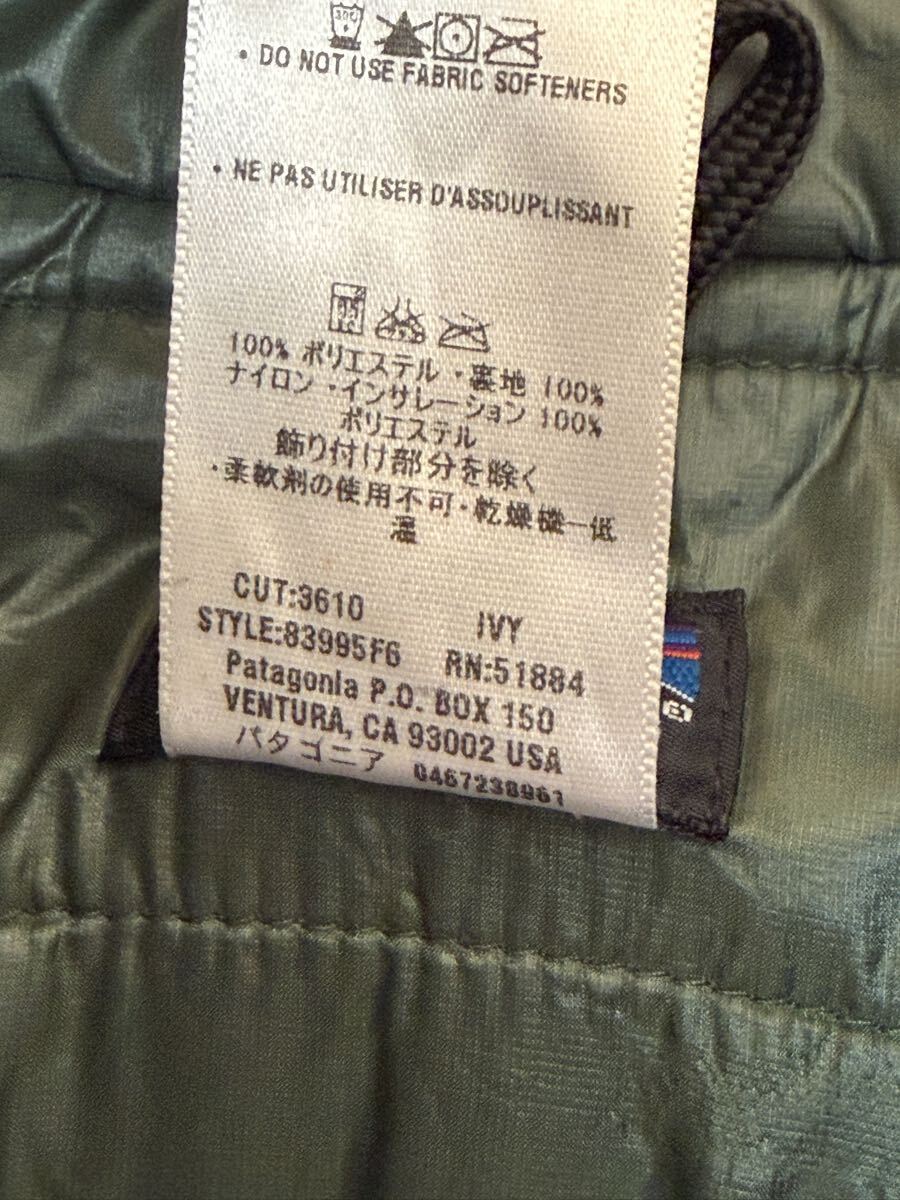 • DO NOT USE FABRIC SOFTENERS
• NE PAS UTILISER D'ASSOUPLISSANT
100% ポリエステル・裏地 100%
ナイロン・インサレーション 100%
ポリエステル
飾り付け部分を除く
・柔軟剤の使用不可・乾燥機―低
温
CUT:3610 IVY
STYLE:83995F6 RN:51884
Patagonia P.O. BOX 150
VENTURA, CA 93002 USA
パタゴニア 0467238961